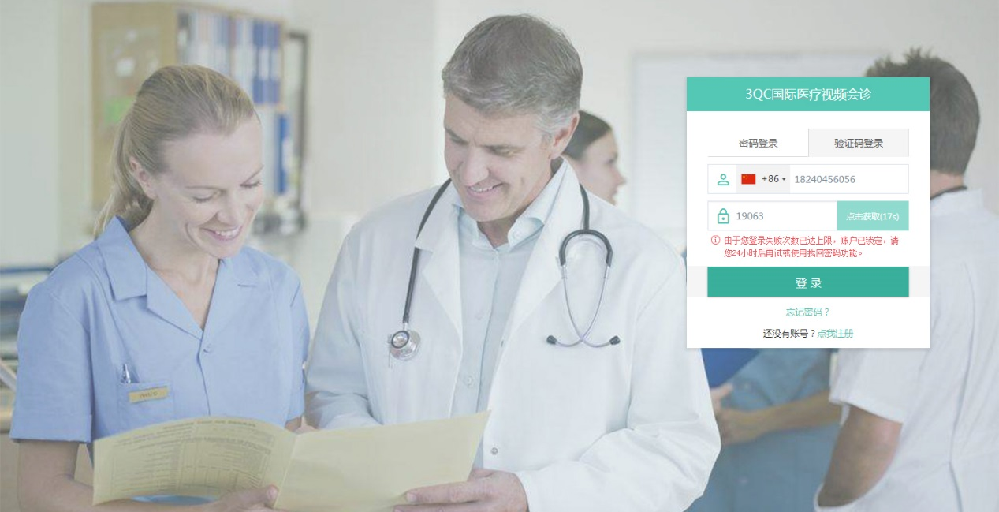 3QC国际医疗视频会诊
密码登录
验证码登录
+86
18240456056
19063
点击获取(17s)
由于您登录失败次数已达上限，账户已锁定，请
您24小时后再试或使用找回密码功能。
登 录
忘记密码？
还没有账号？点我注册